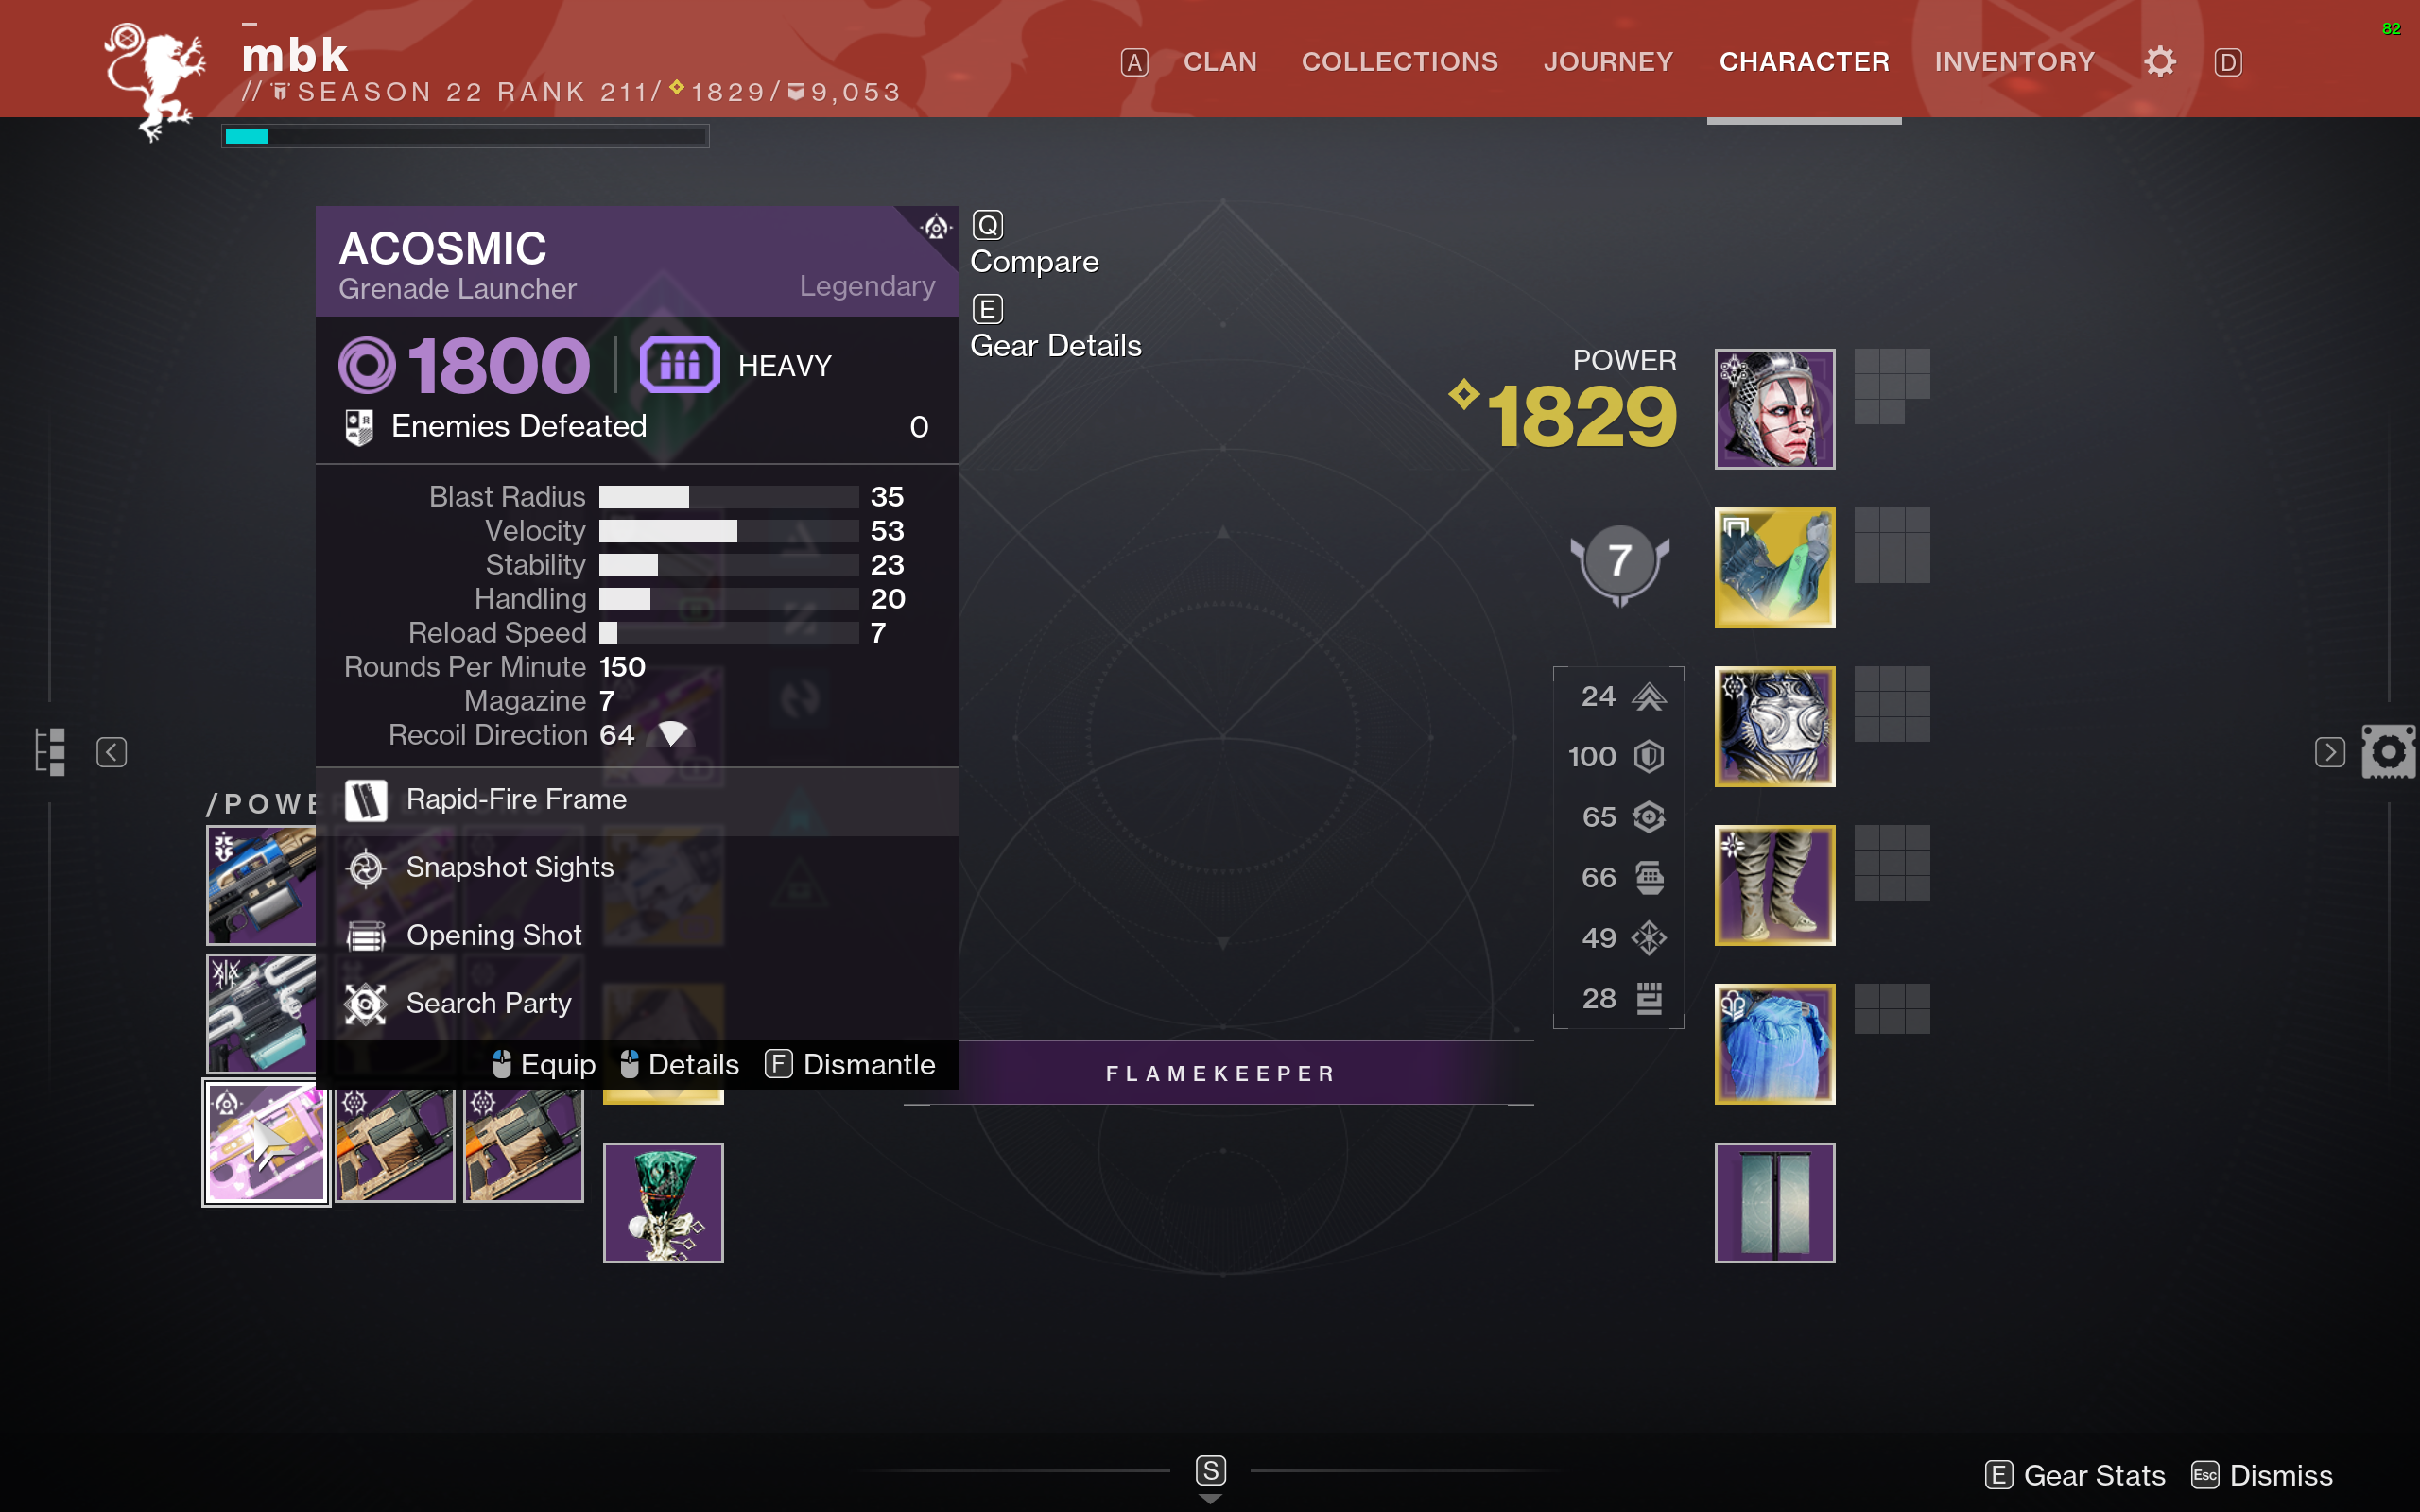 82
mbk
// SEASON 22 RANK 211/ 1829/ 9,053
A CLAN COLLECTIONS JOURNEY CHARACTER INVENTORY D
ACOSMIC
Grenade Launcher Legendary
1800 HEAVY
Enemies Defeated 0
Blast Radius 35
Velocity 53
Stability 23
Handling 20
Reload Speed 7
Rounds Per Minute 150
Magazine 7
Recoil Direction 64
Rapid-Fire Frame
Snapshot Sights
Opening Shot
Search Party
Equip Details F Dismantle
Q
Compare
E
Gear Details
/POWE
FLAMEKEEPER
POWER
1829
7
24
100
65
66
49
28
S
E Gear Stats Esc Dismiss